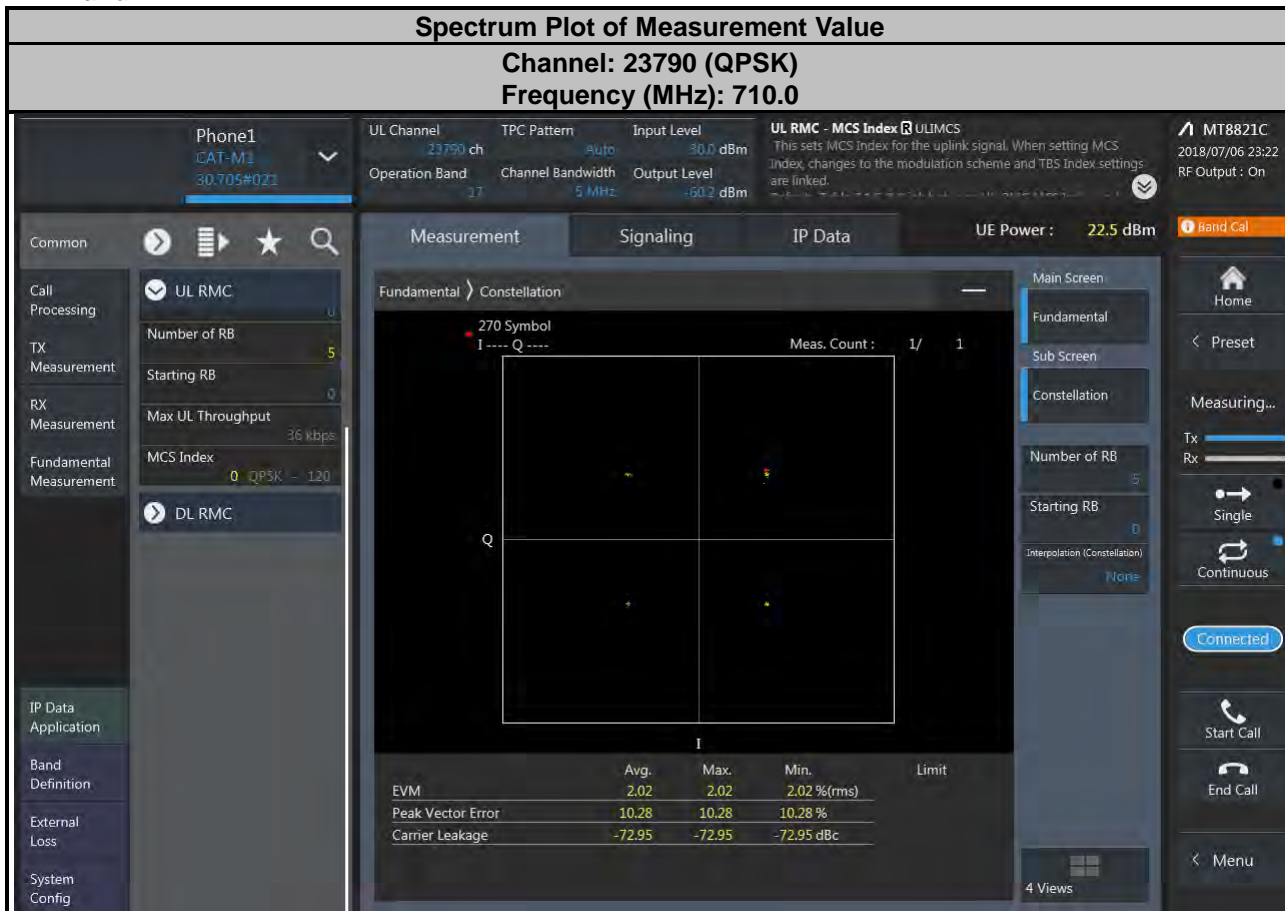 Spectrum Plot of Measurement Value
Channel: 23790 (QPSK)
Frequency (MHz): 710.0
Phone1
CAT-M1
30.705#021
UL Channel
23790 ch
TPC Pattern
Auto
Input Level
30.0 dBm
Operation Band
17
Channel Bandwidth
5 MHz
Output Level
-60.2 dBm
UL RMC - MCS Index R ULIMCS
This sets MCS Index for the uplink signal. When setting MCS
Index, changes to the modulation scheme and TBS Index settings
are linked.
MT8821C
2018/07/06 23:22
RF Output : On
Common
Measurement
Signaling
IP Data
UE Power : 22.5 dBm
Band Cal
Call
Processing
TX
Measurement
RX
Measurement
Fundamental
Measurement
IP Data
Application
Band
Definition
External
Loss
System
Config
UL RMC
Number of RB
5
Starting RB
0
Max UL Throughput
36 kbps
MCS Index
0 QPSK - 120
DL RMC
Fundamental 〉 Constellation
270 Symbol
I ---- Q ----
Meas. Count : 1/ 1
Q
I
Avg. Max. Min. Limit
EVM 2.02 2.02 2.02 %(rms)
Peak Vector Error 10.28 10.28 10.28 %
Carrier Leakage -72.95 -72.95 -72.95 dBc
Main Screen
Fundamental
Sub Screen
Constellation
Number of RB
5
Starting RB
0
Interpolation (Constellation)
None
4 Views
Home
< Preset
Measuring...
Tx
Rx
Single
Continuous
Connected
Start Call
End Call
< Menu